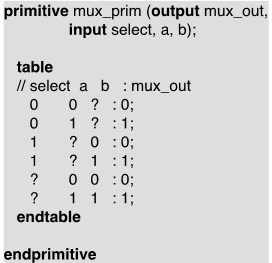 primitive mux_prim (output mux_out,
input select, a, b);
table
// select a b : mux_out
0 0 ? : 0;
0 1 ? : 1;
1 ? 0 : 0;
1 ? 1 : 1;
? 0 0 : 0;
? 1 1 : 1;
endtable
endprimitive